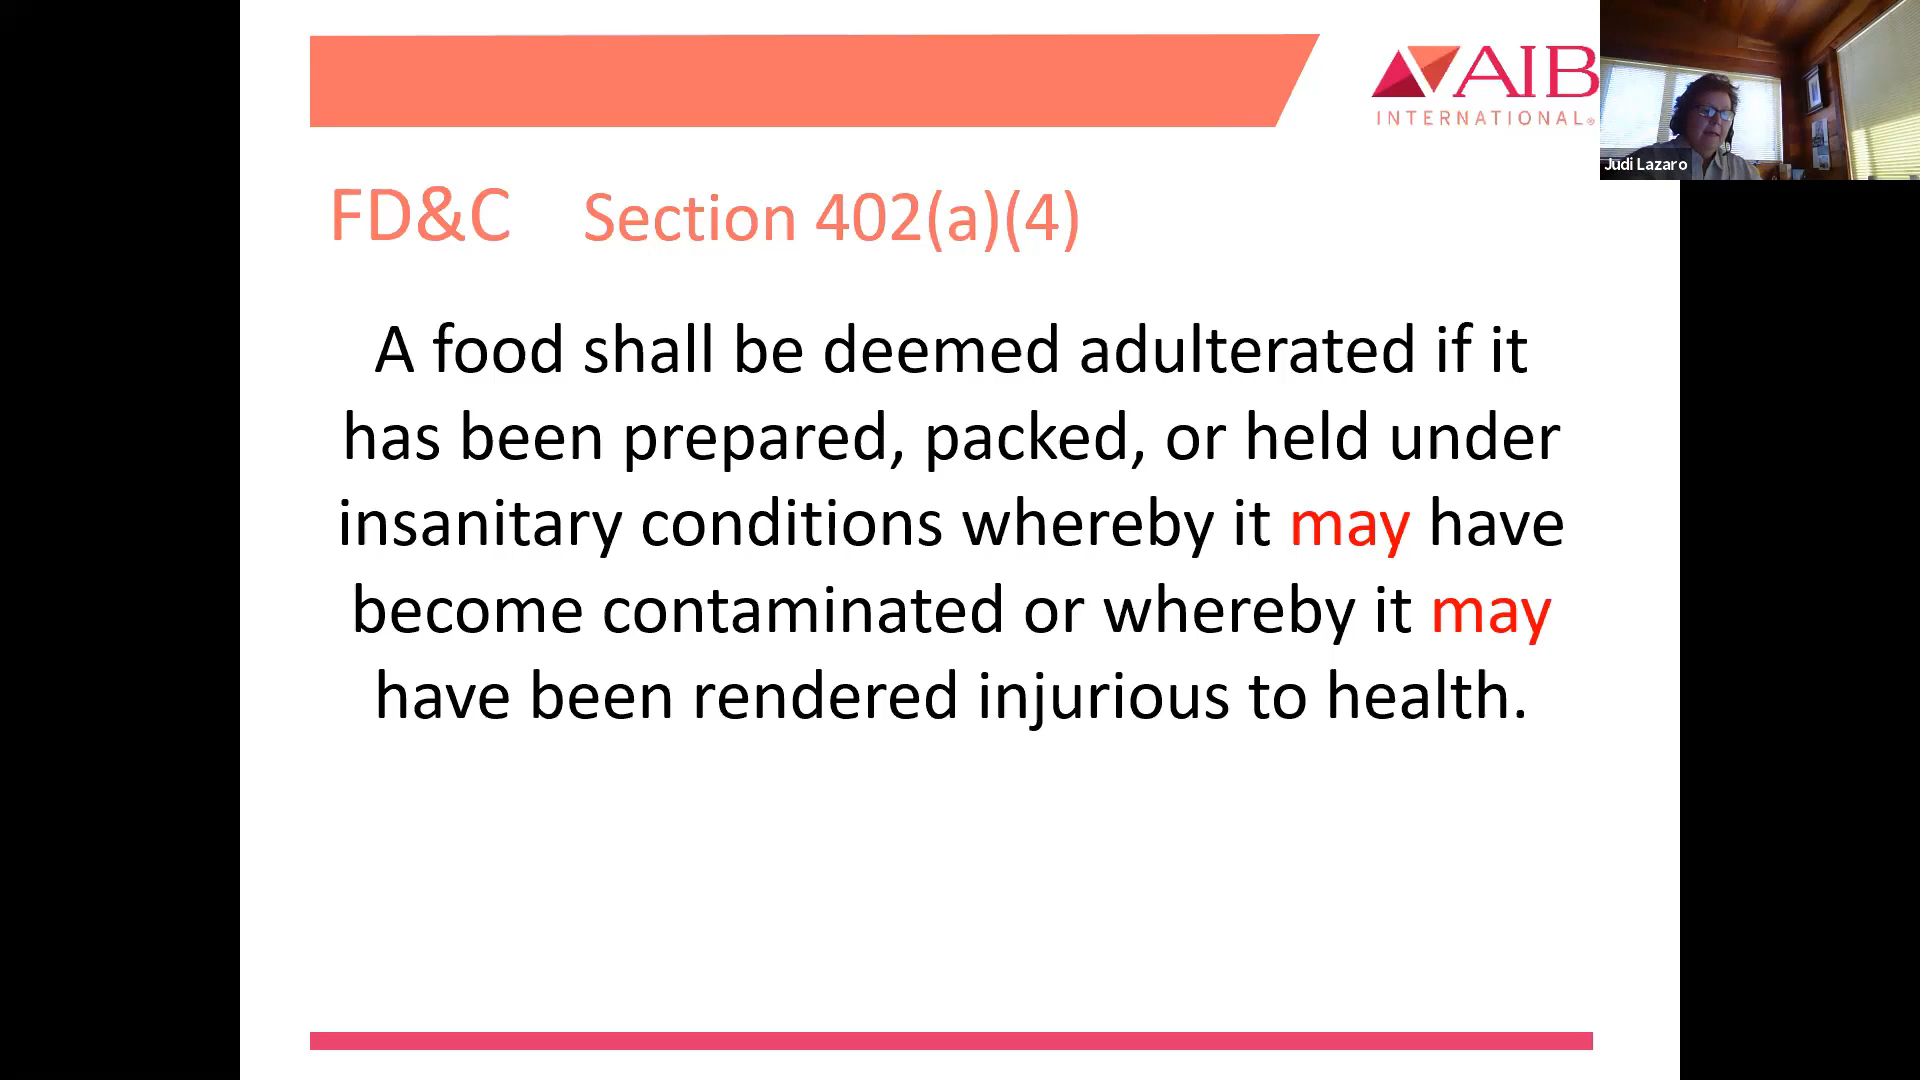 AIB
INTERNATIONAL®
Judi Lazaro
FD&C Section 402(a)(4)
A food shall be deemed adulterated if it
has been prepared, packed, or held under
insanitary conditions whereby it may have
become contaminated or whereby it may
have been rendered injurious to health.